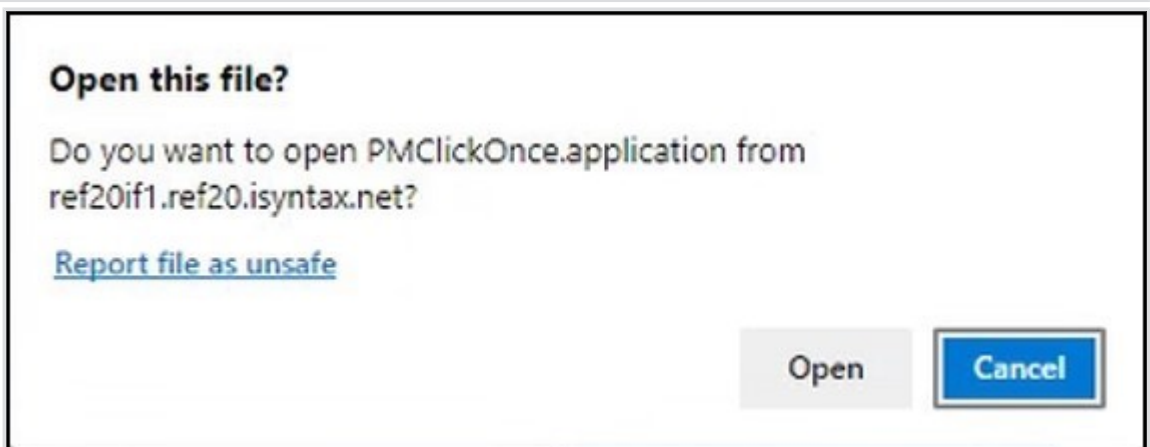 Open this file?
Do you want to open PMClickOnce.application from
ref20if1.ref20.isyntax.net?
Report file as unsafe
Open
Cancel